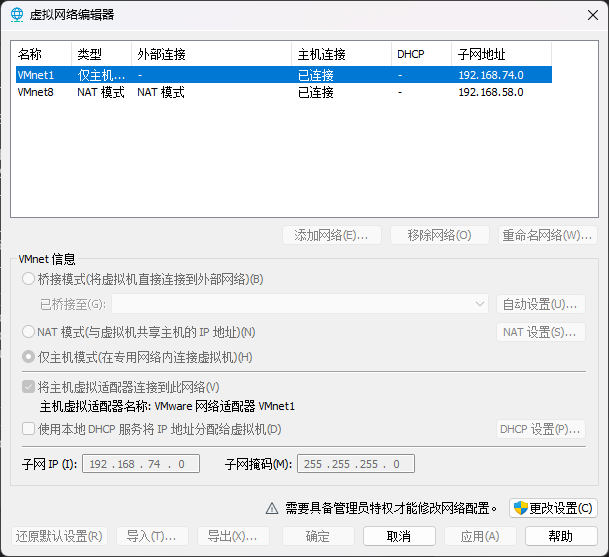 虚拟网络编辑器
名称 类型 外部连接 主机连接 DHCP 子网地址
VMnet1 仅主机... - 已连接 - 192.168.74.0
VMnet8 NAT 模式 NAT 模式 已连接 - 192.168.58.0
添加网络(E)... 移除网络(O) 重命名网络(W)...
VMnet 信息
桥接模式(将虚拟机直接连接到外部网络)(B)
已桥接至(G): 自动设置(U)...
NAT 模式(与虚拟机共享主机的 IP 地址)(N) NAT 设置(S)...
仅主机模式(在专用网络内连接虚拟机)(H)
将主机虚拟适配器连接到此网络(V)
主机虚拟适配器名称: VMware 网络适配器 VMnet1
使用本地 DHCP 服务将 IP 地址分配给虚拟机(D) DHCP 设置(P)...
子网 IP (I): 192 . 168 . 74 . 0 子网掩码(M): 255 . 255 . 255 . 0
需要具备管理员特权才能修改网络配置。 更改设置(C)
还原默认设置(R) 导入(T)... 导出(X)... 确定 取消 应用(A) 帮助